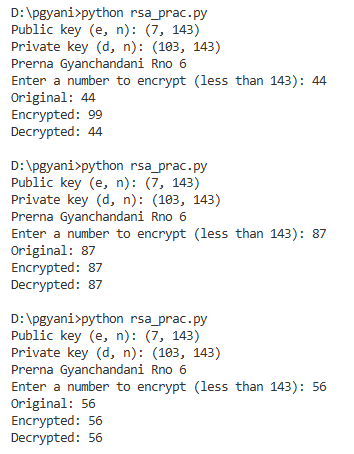 D:\pgyani>python rsa_prac.py
Public key (e, n): (7, 143)
Private key (d, n): (103, 143)
Prerna Gyanchandani Rno 6
Enter a number to encrypt (less than 143): 44
Original: 44
Encrypted: 99
Decrypted: 44
D:\pgyani>python rsa_prac.py
Public key (e, n): (7, 143)
Private key (d, n): (103, 143)
Prerna Gyanchandani Rno 6
Enter a number to encrypt (less than 143): 87
Original: 87
Encrypted: 87
Decrypted: 87
D:\pgyani>python rsa_prac.py
Public key (e, n): (7, 143)
Private key (d, n): (103, 143)
Prerna Gyanchandani Rno 6
Enter a number to encrypt (less than 143): 56
Original: 56
Encrypted: 56
Decrypted: 56